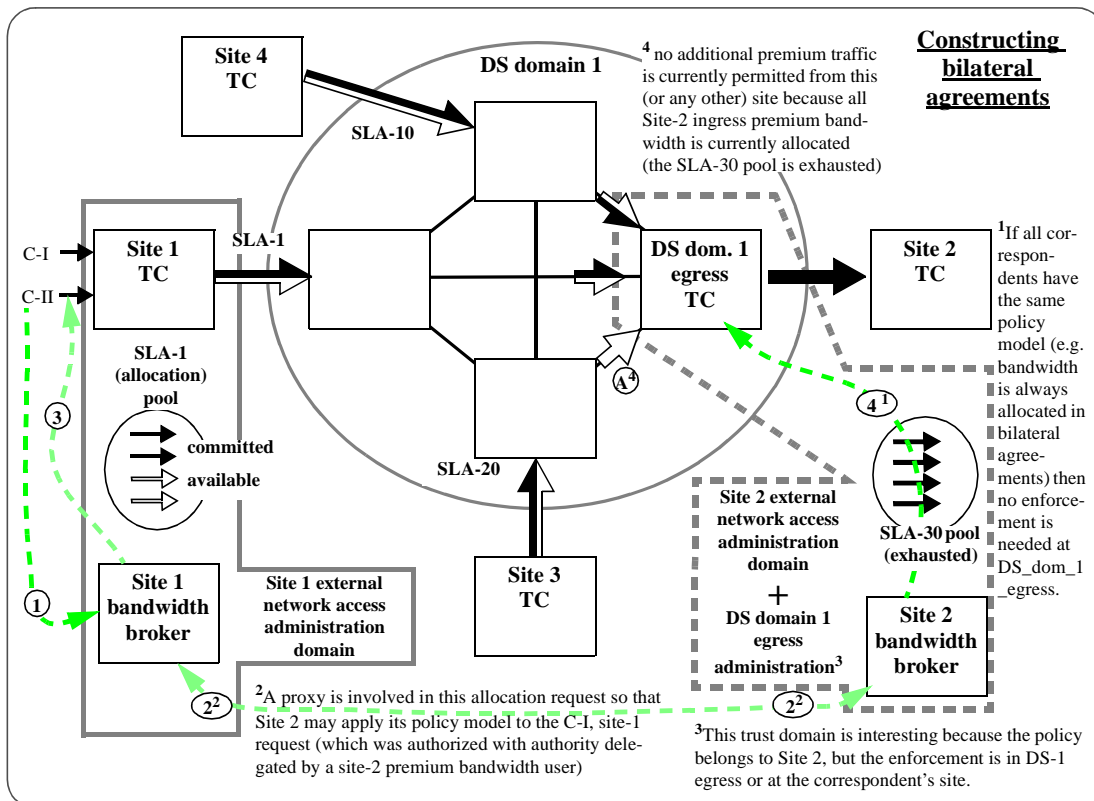 Constructing
bilateral
agreements
Site 4
TC
DS domain 1
SLA-10
4 no additional premium traffic
is currently permitted from this
(or any other) site because all
Site-2 ingress premium band-
width is currently allocated
(the SLA-30 pool is exhausted)
C-I
C-II
Site 1
TC
SLA-1
DS dom. 1
egress
TC
Site 2
TC
1If all cor-
respon-
dents have
the same
policy
model (e.g.
bandwidth
is always
allocated in
bilateral
agree-
ments) then
no enforce-
ment is
needed at
DS_dom_1
_egress.
SLA-1
(allocation)
pool
committed
available
3
A4
41
SLA-20
Site 3
TC
SLA-30 pool
(exhausted)
Site 2 external
network access
administration
domain
+
DS domain 1
egress
administration3
1
Site 1
bandwidth
broker
Site 1 external
network access
administration
domain
Site 2
bandwidth
broker
22
22
2A proxy is involved in this allocation request so that
Site 2 may apply its policy model to the C-I, site-1
request (which was authorized with authority dele-
gated by a site-2 premium bandwidth user)
3This trust domain is interesting because the policy
belongs to Site 2, but the enforcement is in DS-1
egress or at the correspondent's site.